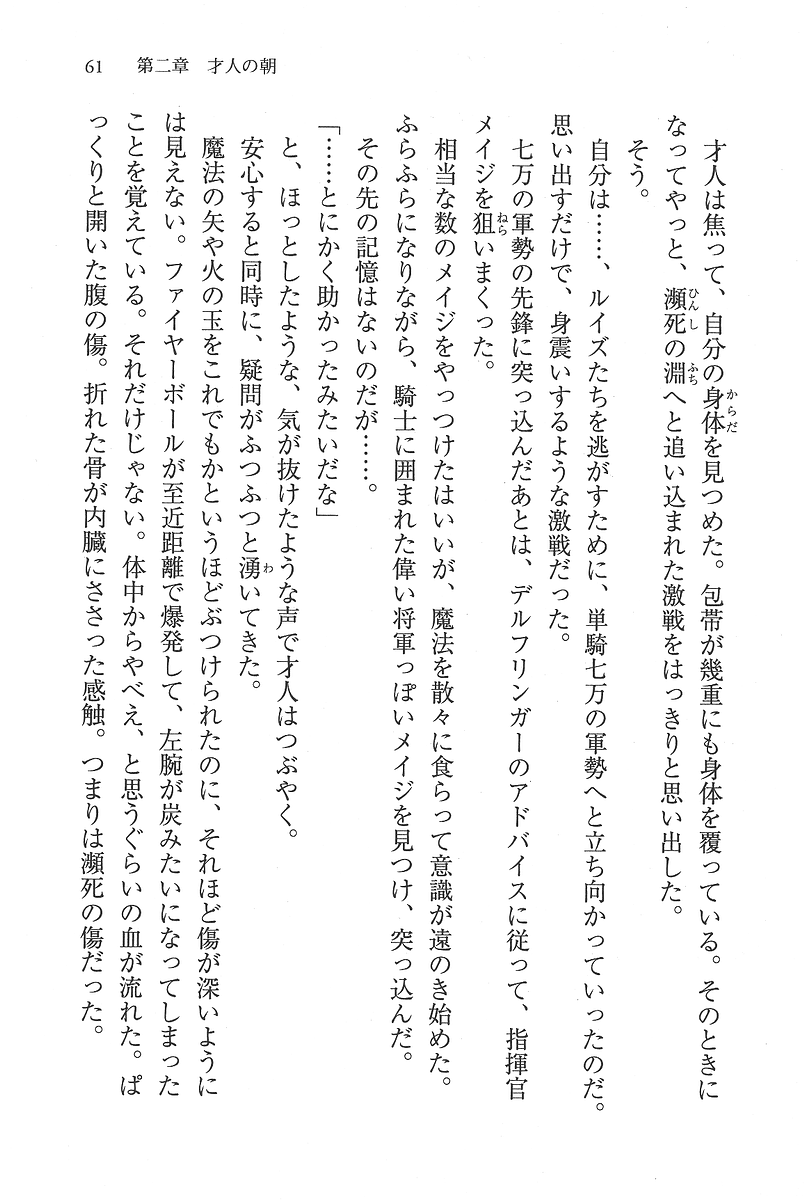 61　第二章　才人の朝
　才人は焦って、自分の身体を見つめた。包帯が幾重にも身体を覆っている。そのときに
なってやっと、瀕死の淵へと追い込まれた激戦をはっきりと思い出した。
　そう。
　自分は……、ルイズたちを逃がすために、単騎七万の軍勢へと立ち向かっていったのだ。
思い出すだけで、身震いするような激戦だった。
　七万の軍勢の先鋒に突っ込んだあとは、デルフリンガーのアドバイスに従って、指揮官
メイジを狙いまくった。
　相当な数のメイジをやっつけたはいいが、魔法を散々に食らって意識が遠のき始めた。
ふらふらになりながら、騎士に囲まれた偉い将軍っぽいメイジを見つけ、突っ込んだ。
　その先の記憶はないのだが……。
「……とにかく助かったみたいだな」
　と、ほっとしたような、気が抜けたような声で才人はつぶやく。
　安心すると同時に、疑問がふつふつと湧いてきた。
　魔法の矢や火の玉をこれでもかというほどぶつけられたのに、それほど傷が深いように
は見えない。ファイヤーボールが至近距離で爆発して、左腕が炭みたいになってしまった
ことを覚えている。それだけじゃない。体中からやべえ、と思うぐらいの血が流れた。ぱ
っくりと開いた腹の傷。折れた骨が内臓にささった感触。つまりは瀕死の傷だった。